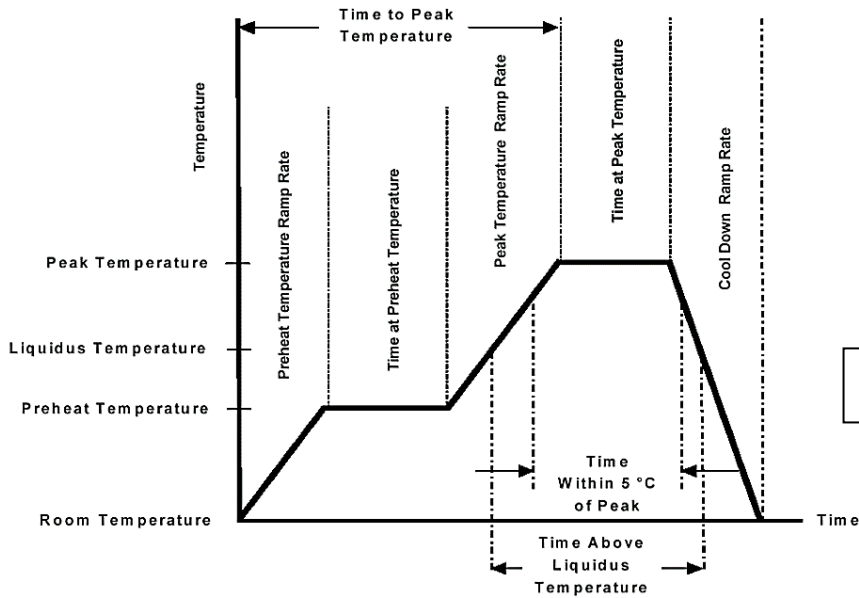 Time to Peak
Temperature
Temperature
Preheat Temperature Ramp Rate
Time at Preheat Temperature
Peak Temperature Ramp Rate
Time at Peak Temperature
Cool Down Ramp Rate
Peak Temperature
Liquidus Temperature
Preheat Temperature
Room Temperature
Time
Within 5 °C
of Peak
Time
Time Above
Liquidus
Temperature